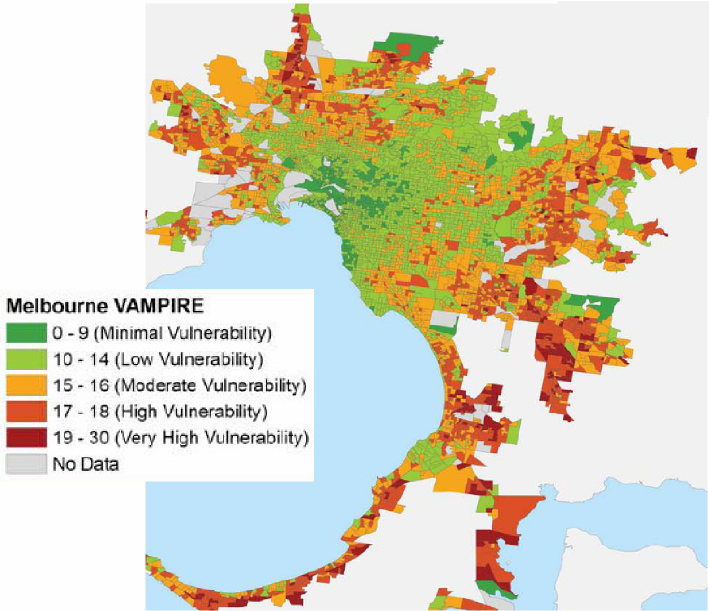 Melbourne VAMPIRE
0 - 9 (Minimal Vulnerability)
10 - 14 (Low Vulnerability)
15 - 16 (Moderate Vulnerability)
17 - 18 (High Vulnerability)
19 - 30 (Very High Vulnerability)
No Data